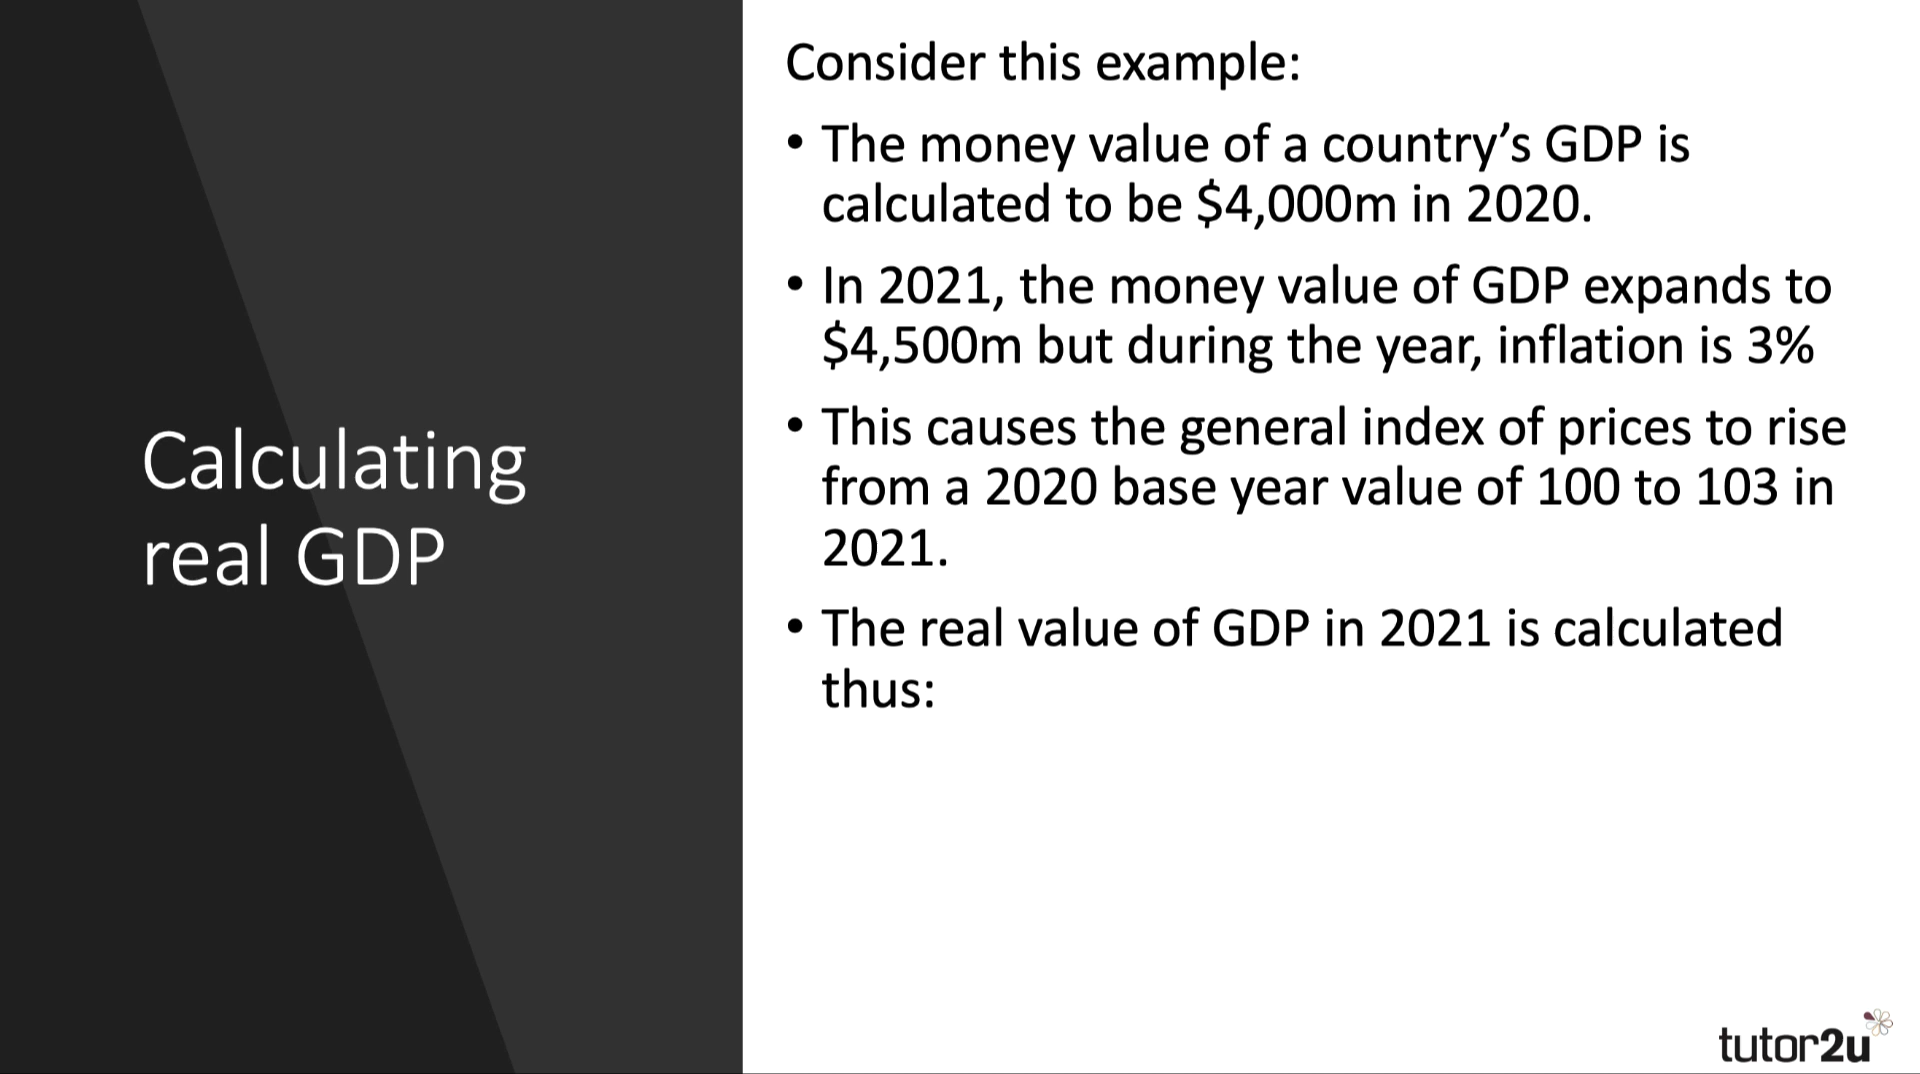 Calculating
real GDP
Consider this example:
• The money value of a country’s GDP is
calculated to be $4,000m in 2020.
• In 2021, the money value of GDP expands to
$4,500m but during the year, inflation is 3%
• This causes the general index of prices to rise
from a 2020 base year value of 100 to 103 in
2021.
• The real value of GDP in 2021 is calculated
thus:
tutor2u